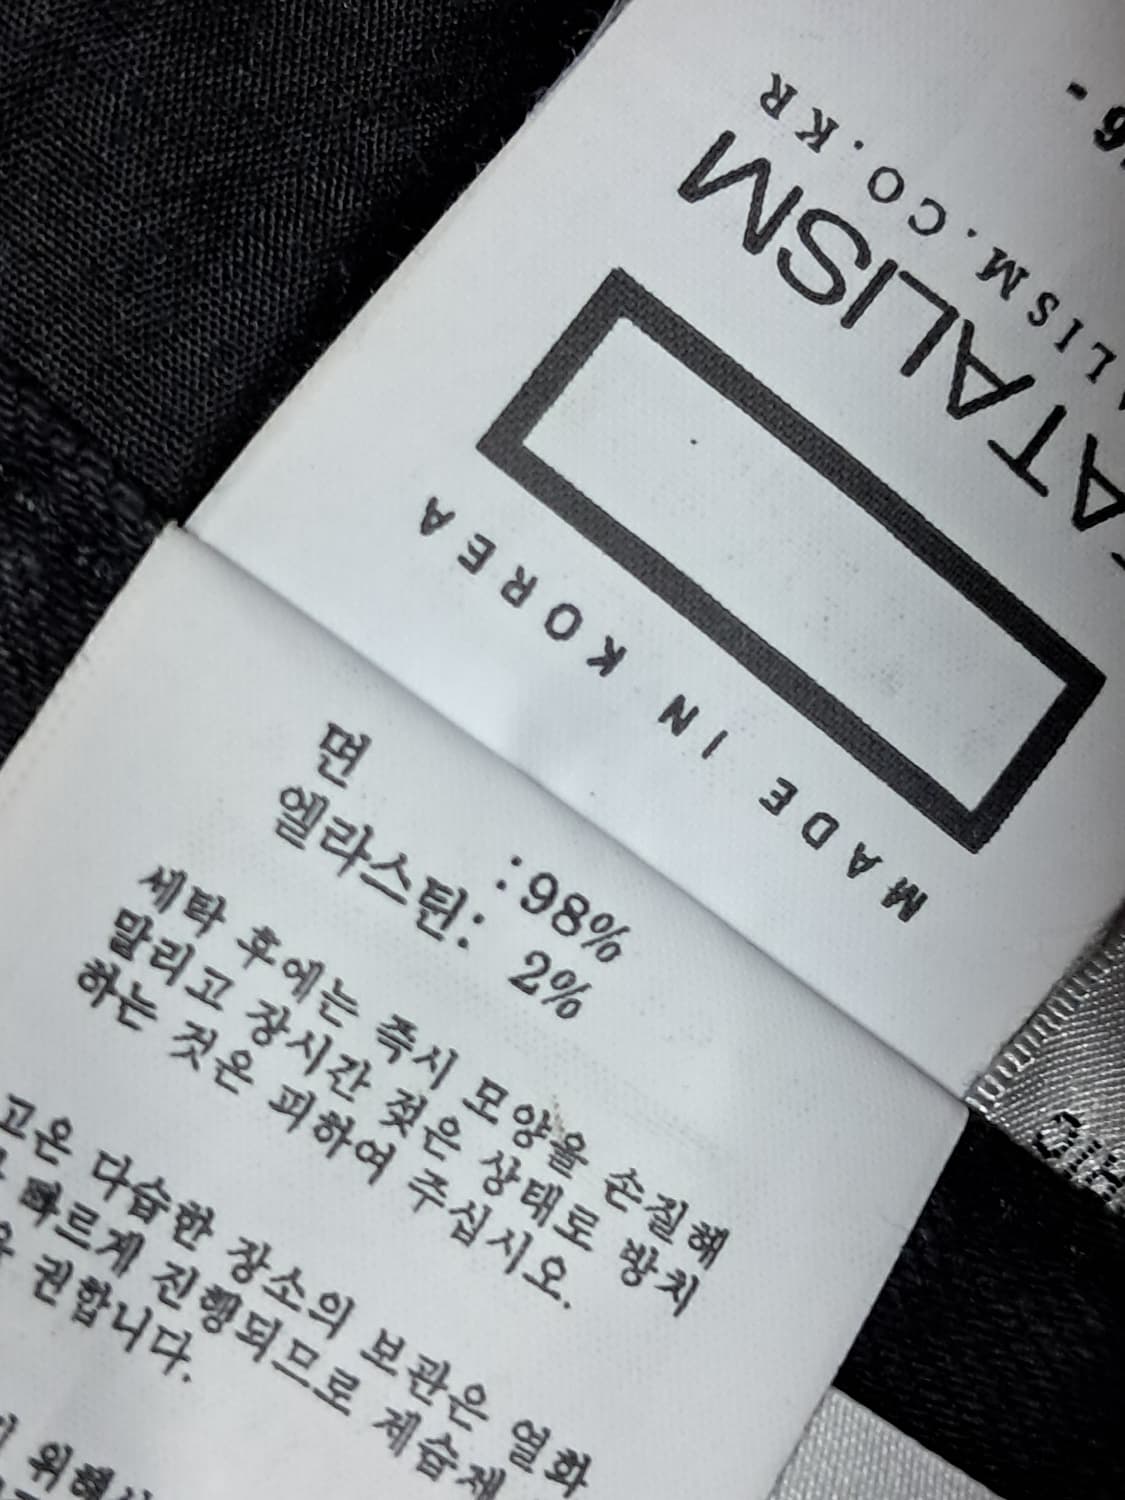 MADE IN KOREA
ATALISM
ALISM.CO.KR
면 :98%
엘라스틴: 2%
세탁 후에는 즉시 모양을 손질해
말리고 장시간 젖은 상태로 방치
하는 것은 피하여 주십시오.
고온 다습한 장소의 보관은 열화
빠르게 진행되므로 제습제
권합니다.
위해